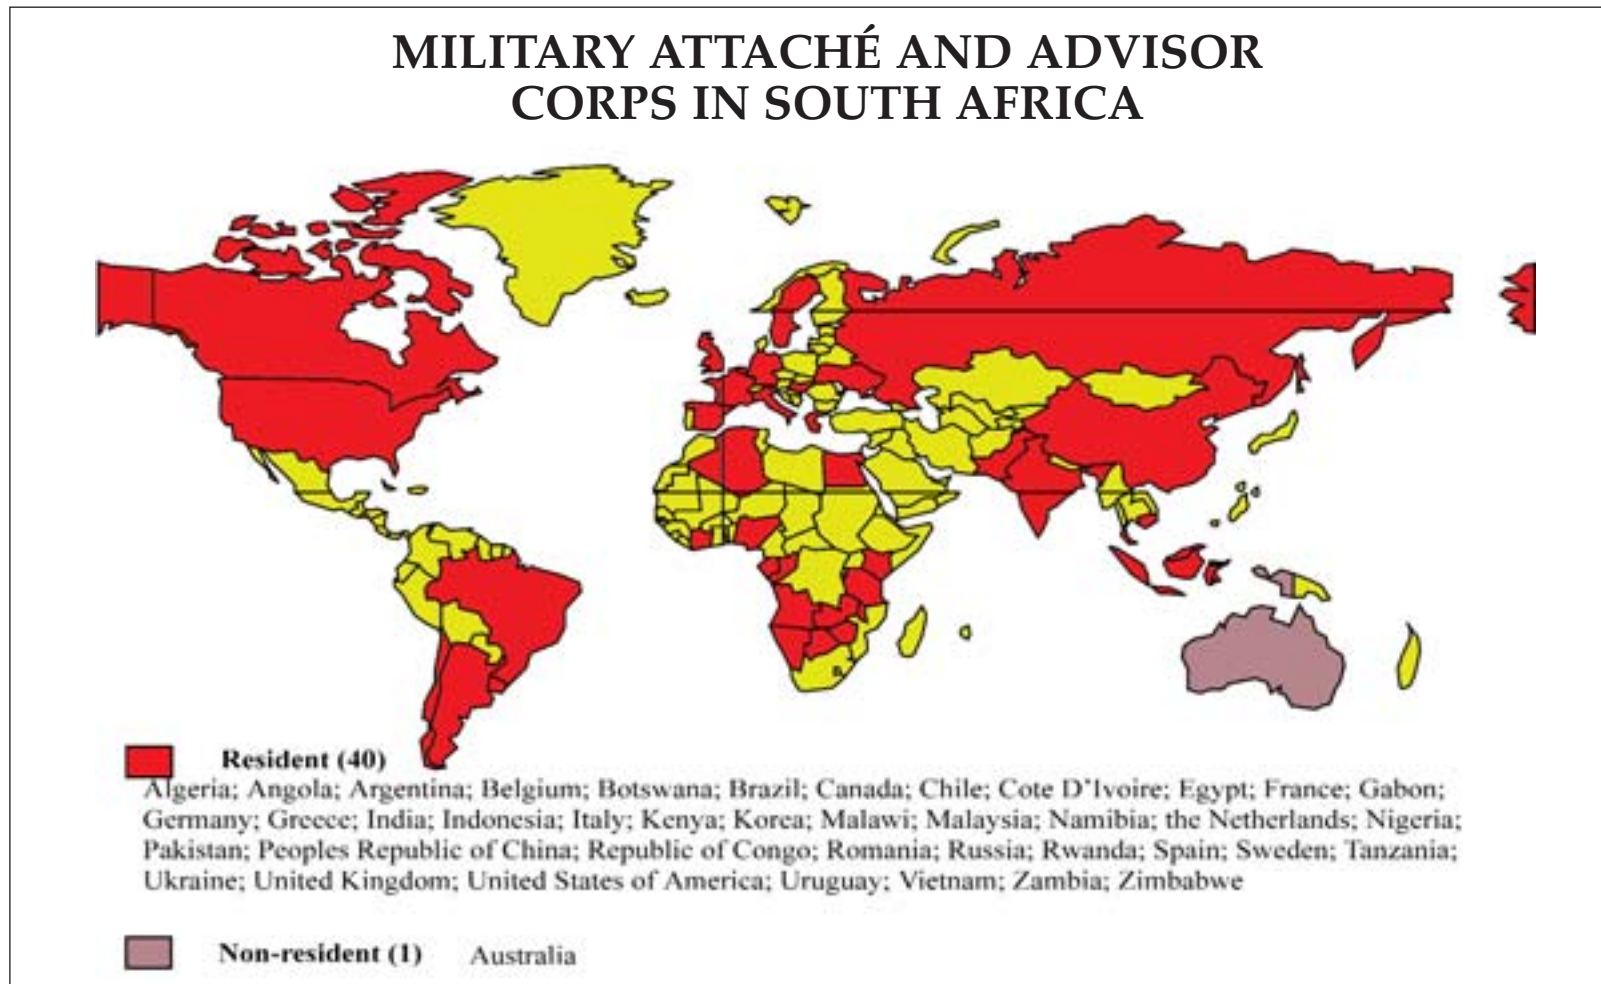 MILITARY ATTACHÉ AND ADVISOR
CORPS IN SOUTH AFRICA
Resident (40)
Algeria; Angola; Argentina; Belgium; Botswana; Brazil; Canada; Chile; Cote D'Ivoire; Egypt; France; Gabon;
Germany; Greece; India; Indonesia; Italy; Kenya; Korea; Malawi; Malaysia; Namibia; the Netherlands; Nigeria;
Pakistan; Peoples Republic of China; Republic of Congo; Romania; Russia; Rwanda; Spain; Sweden; Tanzania;
Ukraine; United Kingdom; United States of America; Uruguay; Vietnam; Zambia; Zimbabwe
Non-resident (1) Australia